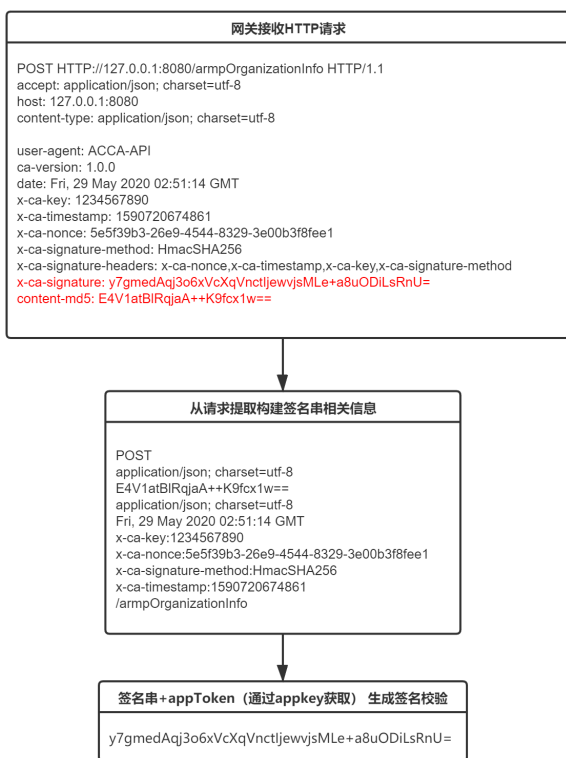 网关接收HTTP请求
POST HTTP://127.0.0.1:8080/armpOrganizationInfo HTTP/1.1
accept: application/json; charset=utf-8
host: 127.0.0.1:8080
content-type: application/json; charset=utf-8
user-agent: ACCA-API
ca-version: 1.0.0
date: Fri, 29 May 2020 02:51:14 GMT
x-ca-key: 1234567890
x-ca-timestamp: 1590720674861
x-ca-nonce: 5e5f39b3-26e9-4544-8329-3e00b3f8fee1
x-ca-signature-method: HmacSHA256
x-ca-signature-headers: x-ca-nonce,x-ca-timestamp,x-ca-key,x-ca-signature-method
x-ca-signature: y7gmedAqj3o6xVcXqVnctIjewvjsMLe+a8uODiLsRnU=
content-md5: E4V1atBlRqjaA++K9fcx1w==
从请求提取构建签名串相关信息
POST
application/json; charset=utf-8
E4V1atBlRqjaA++K9fcx1w==
application/json; charset=utf-8
Fri, 29 May 2020 02:51:14 GMT
x-ca-key:1234567890
x-ca-nonce:5e5f39b3-26e9-4544-8329-3e00b3f8fee1
x-ca-signature-method:HmacSHA256
x-ca-timestamp:1590720674861
/armpOrganizationInfo
签名串+appToken（通过appkey获取） 生成签名校验
y7gmedAqj3o6xVcXqVnctIjewvjsMLe+a8uODiLsRnU=